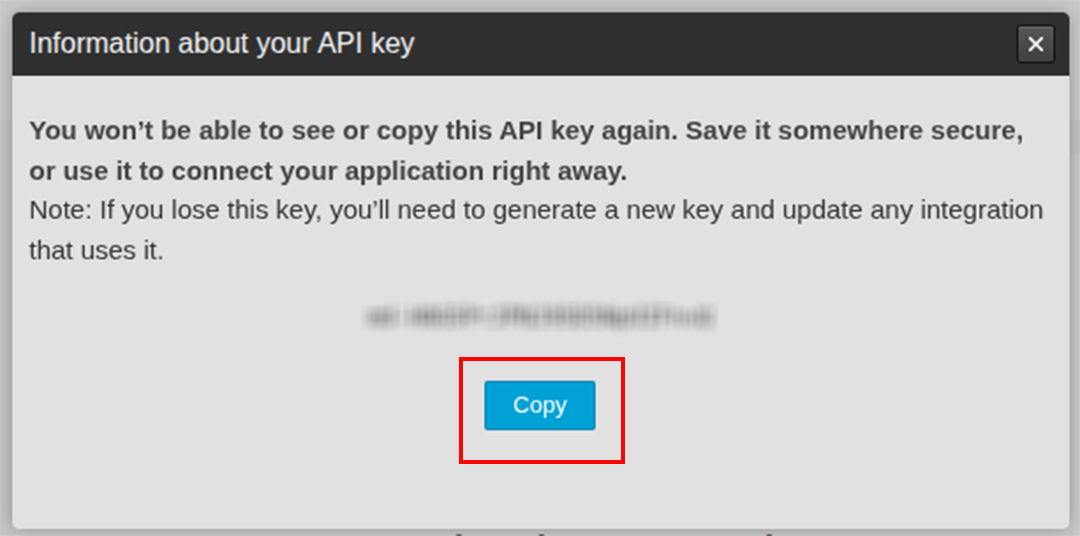 Information about your API key
You won’t be able to see or copy this API key again. Save it somewhere secure,
or use it to connect your application right away.
Note: If you lose this key, you’ll need to generate a new key and update any integration
that uses it.
Copy